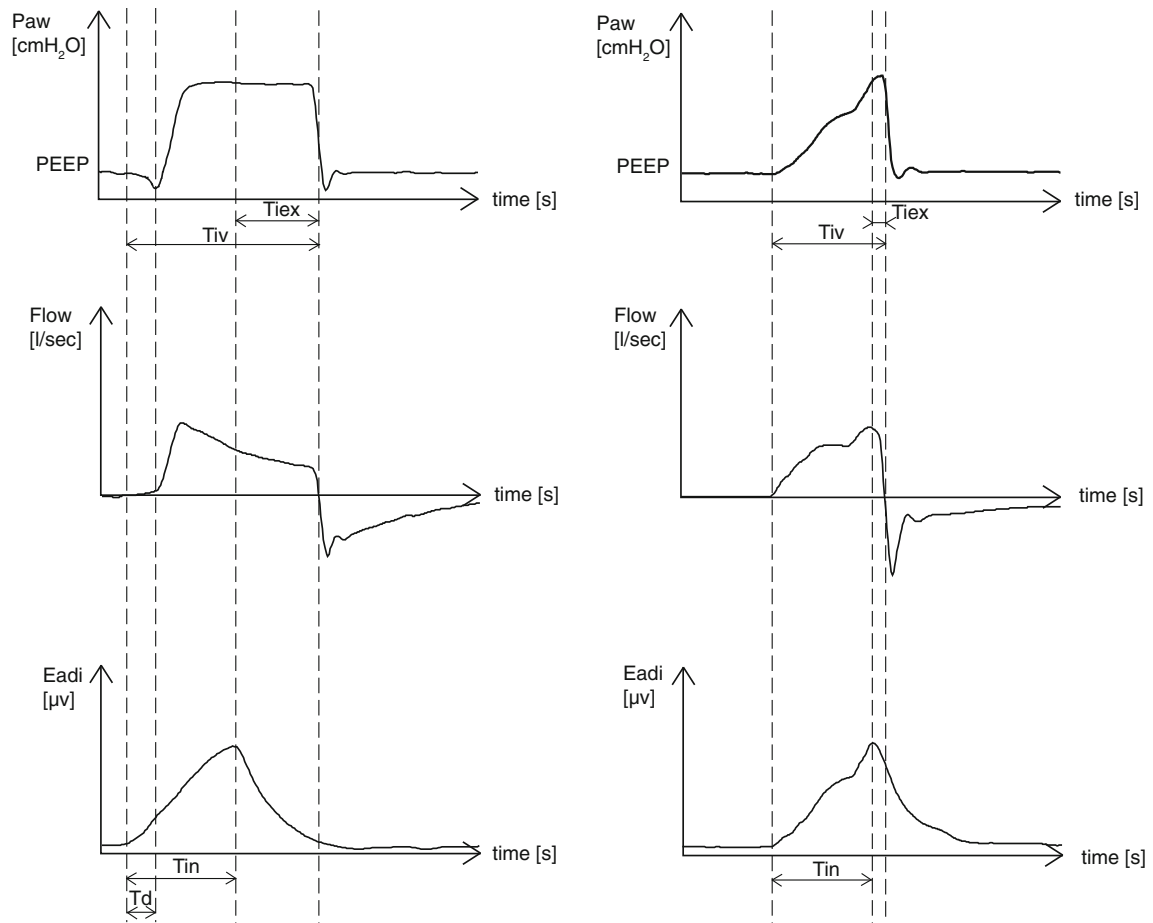 Paw
[cmH₂O]
PEEP
time [s]
Tiex
Tiv
Flow
[l/sec]
time [s]
Eadi
[μv]
time [s]
Tin
Td
Paw
[cmH₂O]
PEEP
time [s]
Tiex
Tiv
Flow
[l/sec]
time [s]
Eadi
[μv]
time [s]
Tin